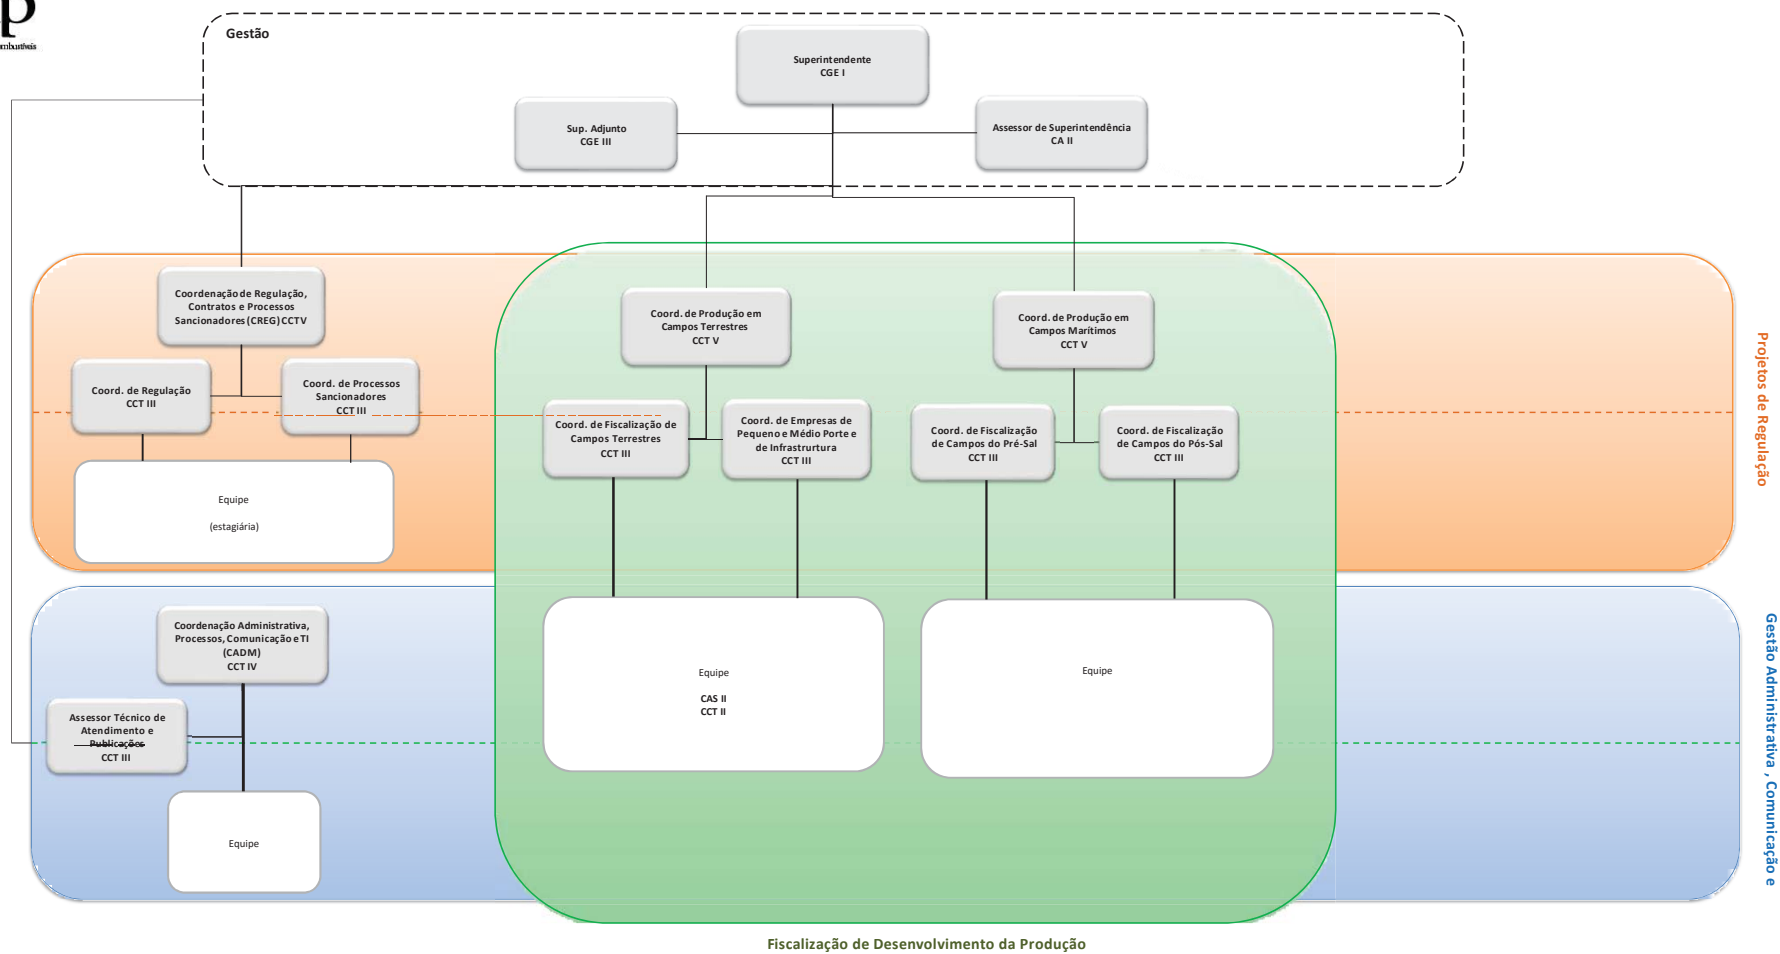 p
Gestão
Superintendente
CGE I
Sup. Adjunto
CGE III
Assessor de Superintendência
CA II
Coordenação de Regulação,
Contratos e Processos
Sancionadores (CREG) CCT V
Coord. de Regulação
CCT III
Coord. de Processos
Sancionadores
CCT III
Equipe
(estagiária)
Coord. de Produção em
Campos Terrestres
CCT V
Coord. de Produção em
Campos Marítimos
CCT V
Coord. de Fiscalização de
Campos Terrestres
CCT III
Coord. de Empresas de
Pequeno e Médio Porte e
de Infrastrurtura
CCT III
Coord. de Fiscalização
de Campos do Pré-Sal
CCT III
Coord. de Fiscalização
de Campos do Pós-Sal
CCT III
Projetos de Regulação
Coordenação Administrativa,
Processos, Comunicação e TI
(CADM)
CCT IV
Assessor Técnico de
Atendimento e
Publicações
CCT III
Equipe
Equipe
CAS II
CCT II
Equipe
Gestão Administrativa , Comunicação e
Fiscalização de Desenvolvimento da Produção